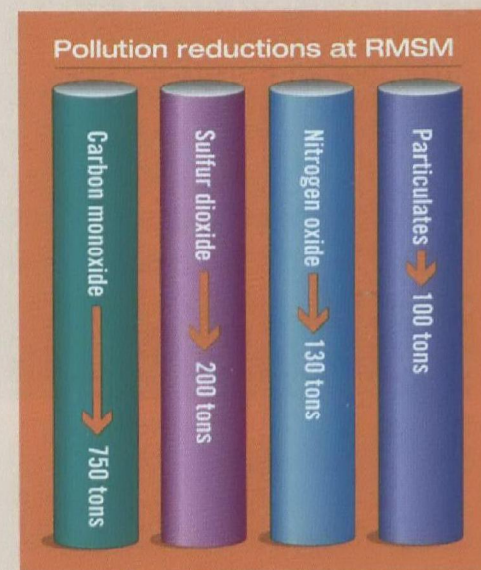 Pollution reductions at RMSM
Carbon monoxide 750 tons
Sulfur dioxide 200 tons
Nitrogen oxide 130 tons
Particulates 100 tons